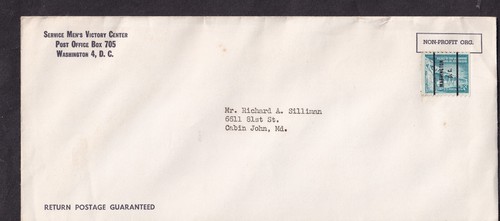 Service Men's Victory Center
Post Office Box 705
Washington 4, D. C.
NON-PROFIT ORG.
Mr. Richard A. Silliman
6611 81st St.
Cabin John, Md.
RETURN POSTAGE GUARANTEED